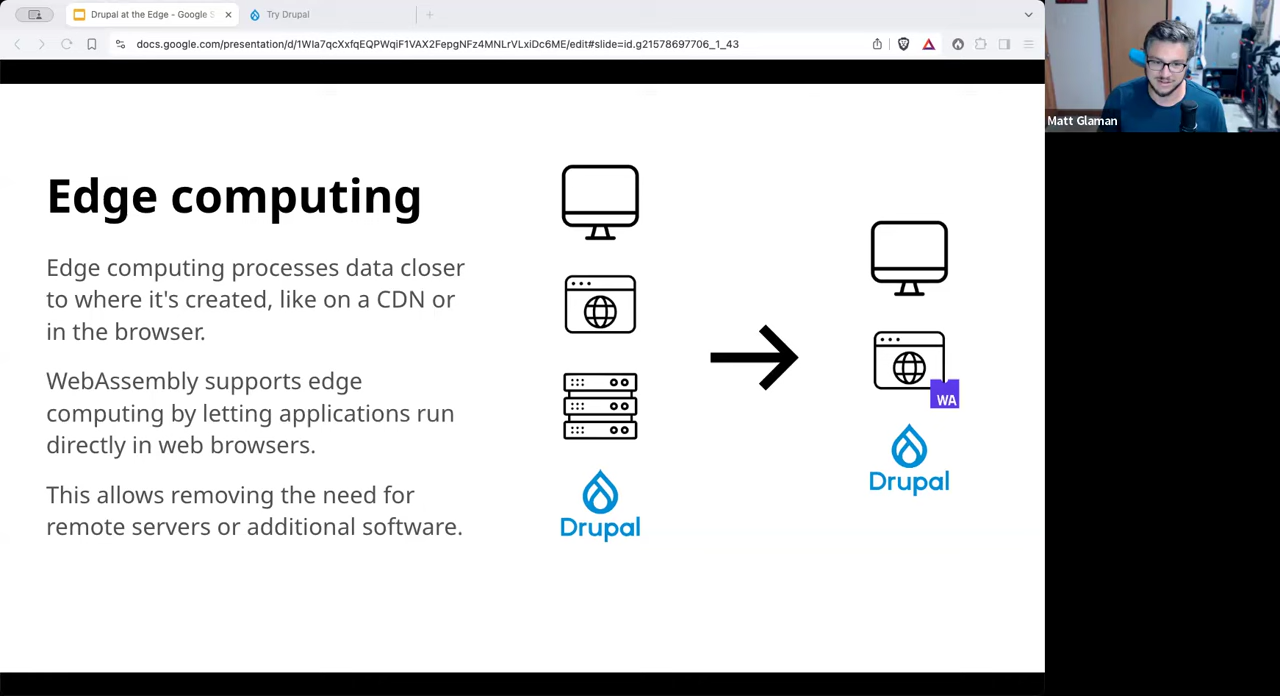 Drupal at the Edge - Google S
Try Drupal
docs.google.com/presentation/d/1Wla7qcXxfqEQPWqiF1VAX2FepgNFz4MNLrVLxiDc6ME/edit#slide=id.g21578697706_1_43
Matt Glaman
Edge computing
Edge computing processes data closer
to where it's created, like on a CDN or
in the browser.
WebAssembly supports edge
computing by letting applications run
directly in web browsers.
This allows removing the need for
remote servers or additional software.
Drupal
WA
Drupal